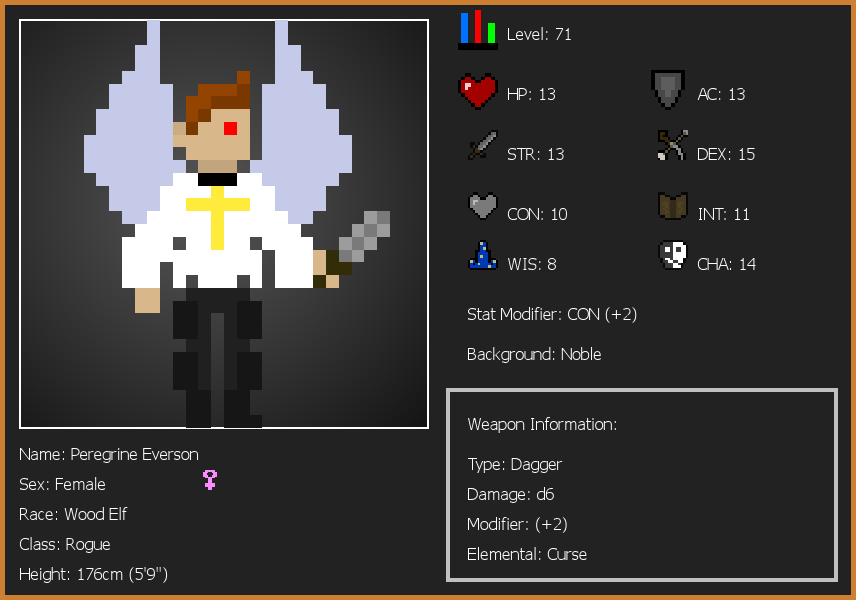 Level: 71
HP: 13
AC: 13
STR: 13
DEX: 15
CON: 10
INT: 11
WIS: 8
CHA: 14
Stat Modifier: CON (+2)
Background: Noble
Weapon Information:
Type: Dagger
Damage: d6
Modifier: (+2)
Elemental: Curse
Name: Peregrine Everson
Sex: Female
Race: Wood Elf
Class: Rogue
Height: 176cm (5'9")